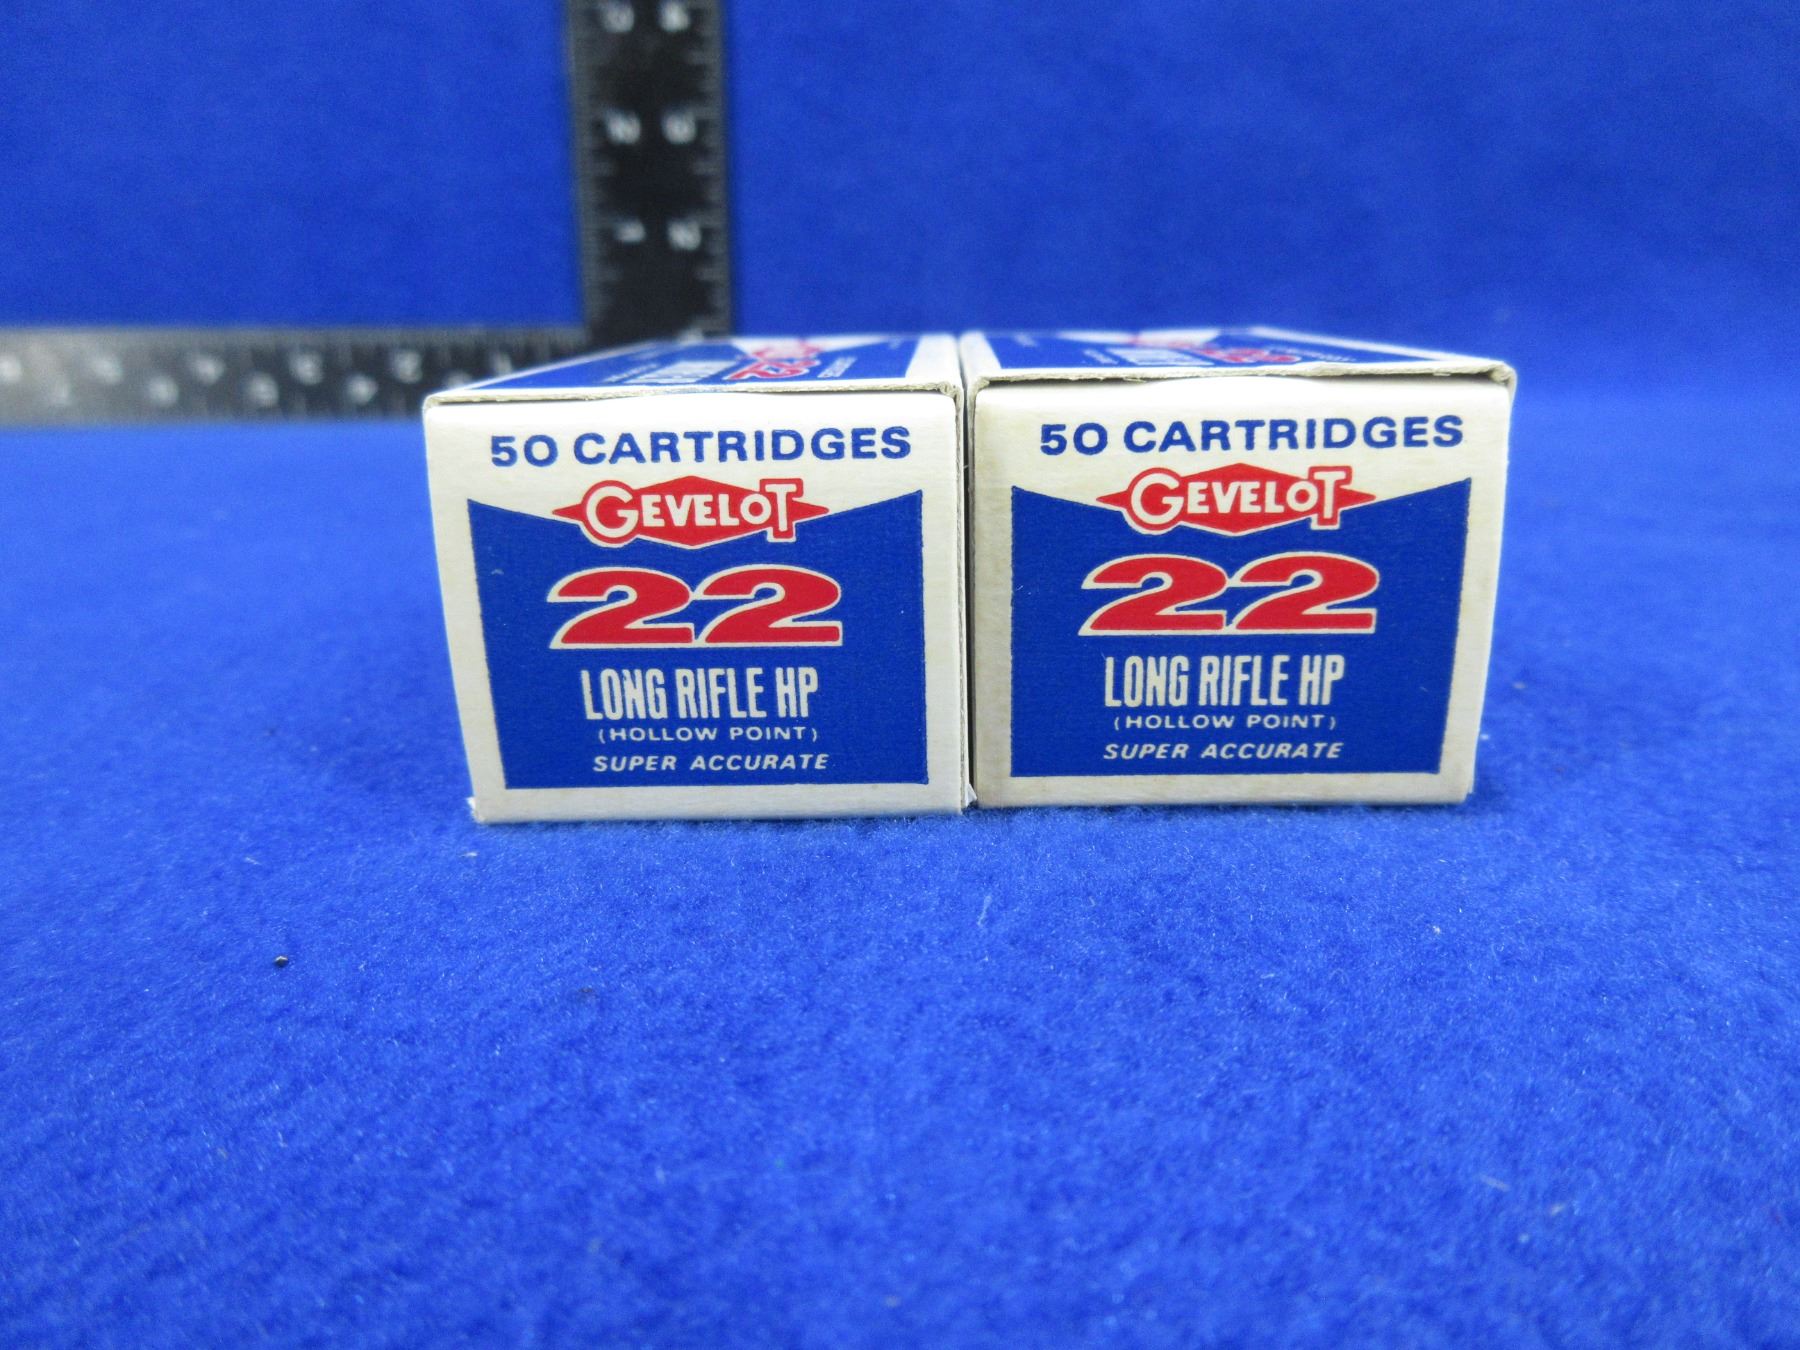 50 CARTRIDGES
GEVELOT
22
LONG RIFLE HP
(HOLLOW POINT)
SUPER ACCURATE
50 CARTRIDGES
GEVELOT
22
LONG RIFLE HP
(HOLLOW POINT)
SUPER ACCURATE